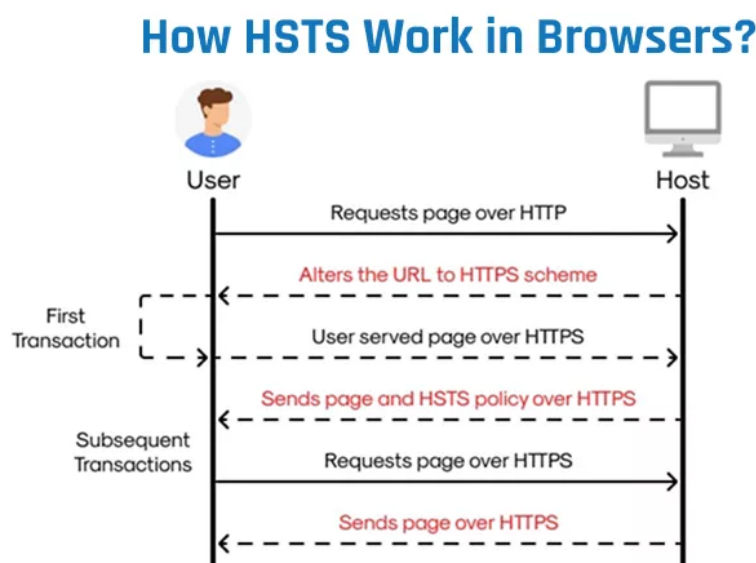 How HSTS Work in Browsers?
User
Host
Requests page over HTTP
Alters the URL to HTTPS scheme
First
Transaction
User served page over HTTPS
Sends page and HSTS policy over HTTPS
Subsequent
Transactions
Requests page over HTTPS
Sends page over HTTPS